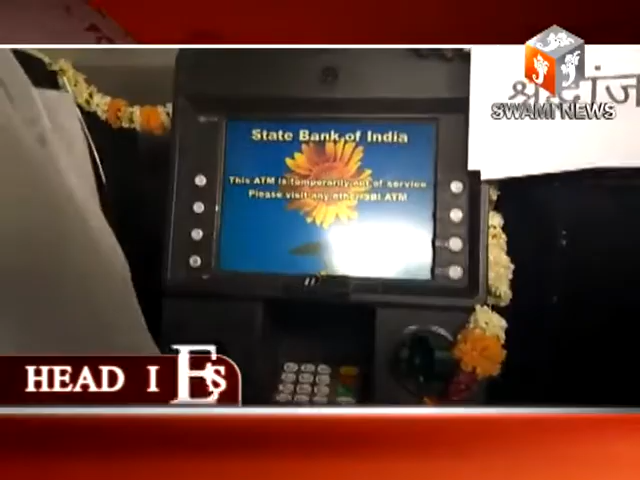 SWAMI NEWS
State Bank of India
This ATM is temporarily out of service
Please visit any other SBI ATM
HEAD I ES